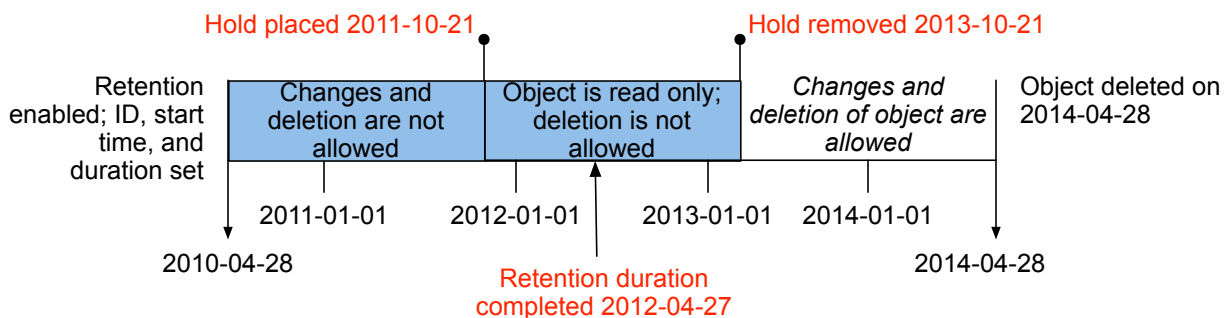 Hold placed 2011-10-21
Hold removed 2013-10-21
Retention
enabled; ID, start
time, and
duration set
Changes and
deletion are not
allowed
Object is read only;
deletion is not
allowed
Changes and
deletion of object are
allowed
Object deleted on
2014-04-28
2011-01-01
2012-01-01
2013-01-01
2014-01-01
2010-04-28
2014-04-28
Retention duration
completed 2012-04-27